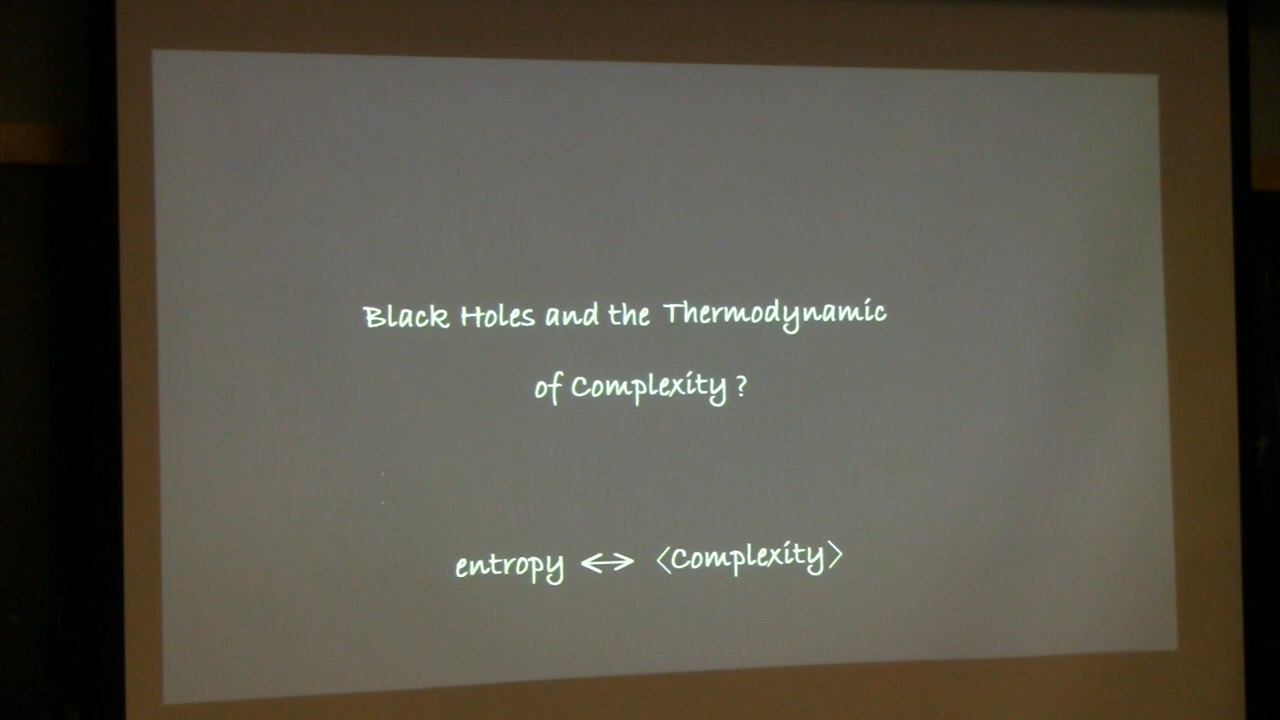 Black Holes and the Thermodynamic
of Complexity ?
entropy ↔ ⟨Complexity⟩